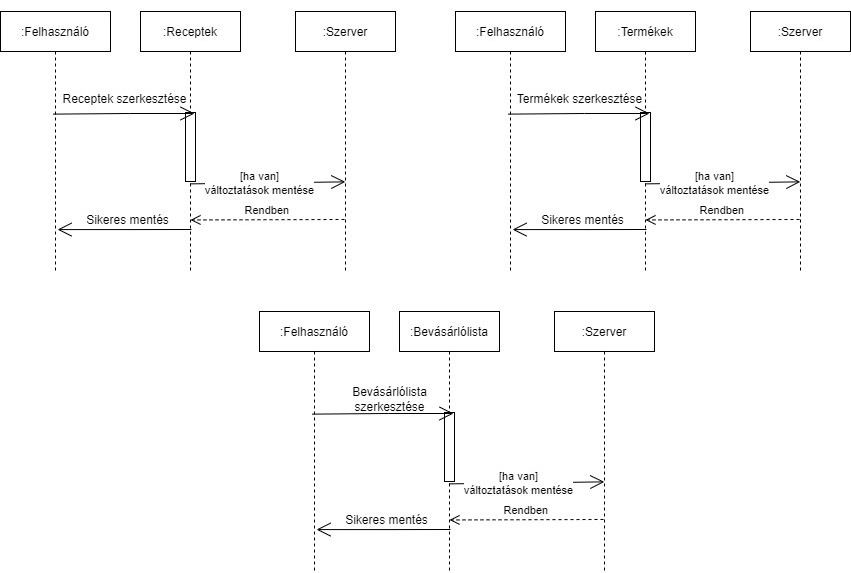 :Felhasználó
:Receptek
:Szerver
Receptek szerkesztése
[ha van]
változtatások mentése
Rendben
Sikeres mentés
:Felhasználó
:Termékek
:Szerver
Termékek szerkesztése
[ha van]
változtatások mentése
Rendben
Sikeres mentés
:Felhasználó
:Bevásárlólista
:Szerver
Bevásárlólista
szerkesztése
[ha van]
változtatások mentése
Rendben
Sikeres mentés